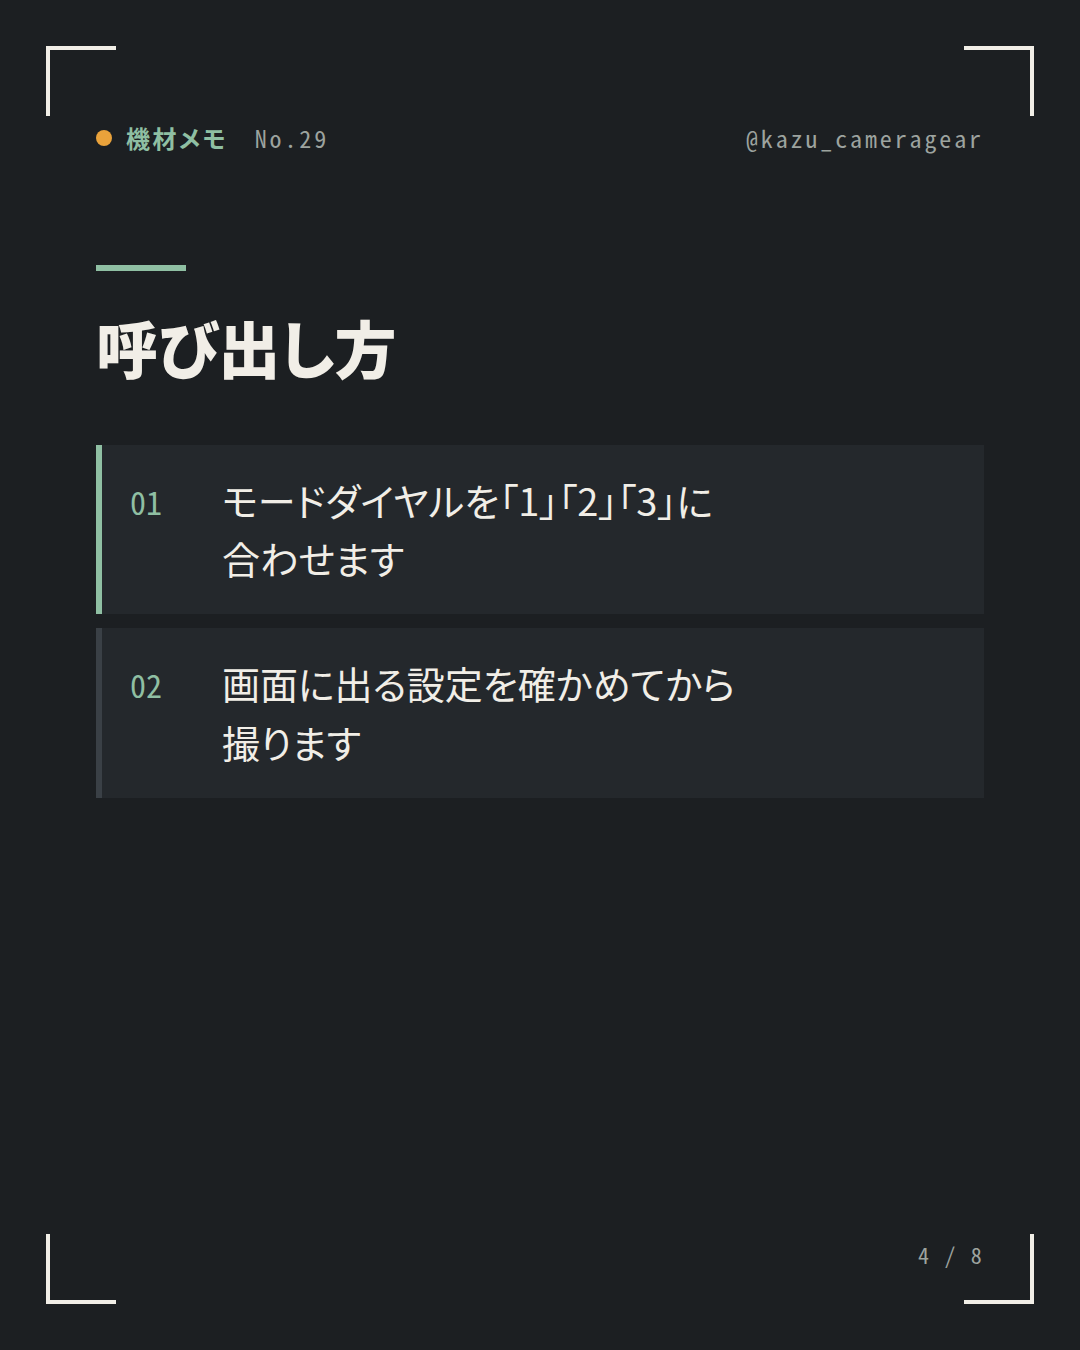 機材メモ No.29 @kazu_cameragear
呼び出し方
01 モードダイヤルを「1」「2」「3」に
合わせます
02 画面に出る設定を確かめてから
撮ります
4 / 8